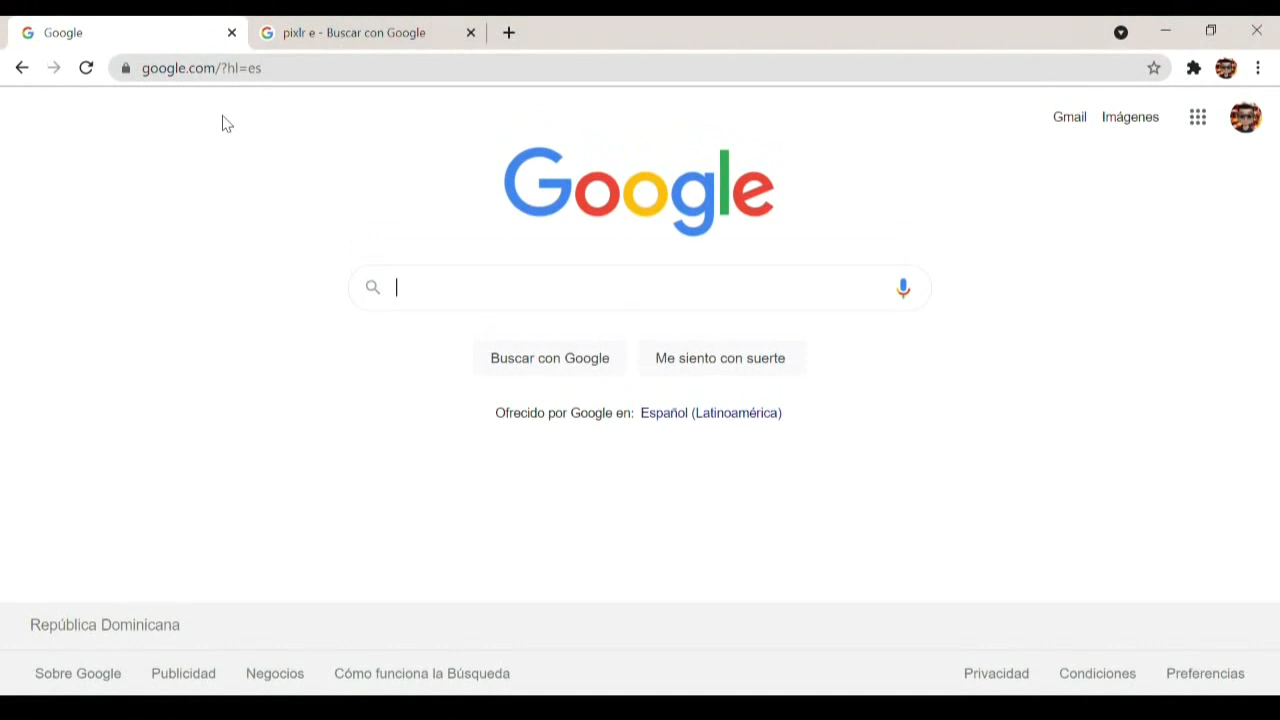 Google
pixlr e - Buscar con Google
google.com/?hl=es
Gmail Imágenes
Google
Buscar con Google
Me siento con suerte
Ofrecido por Google en: Español (Latinoamérica)
República Dominicana
Sobre Google Publicidad Negocios Cómo funciona la Búsqueda
Privacidad Condiciones Preferencias